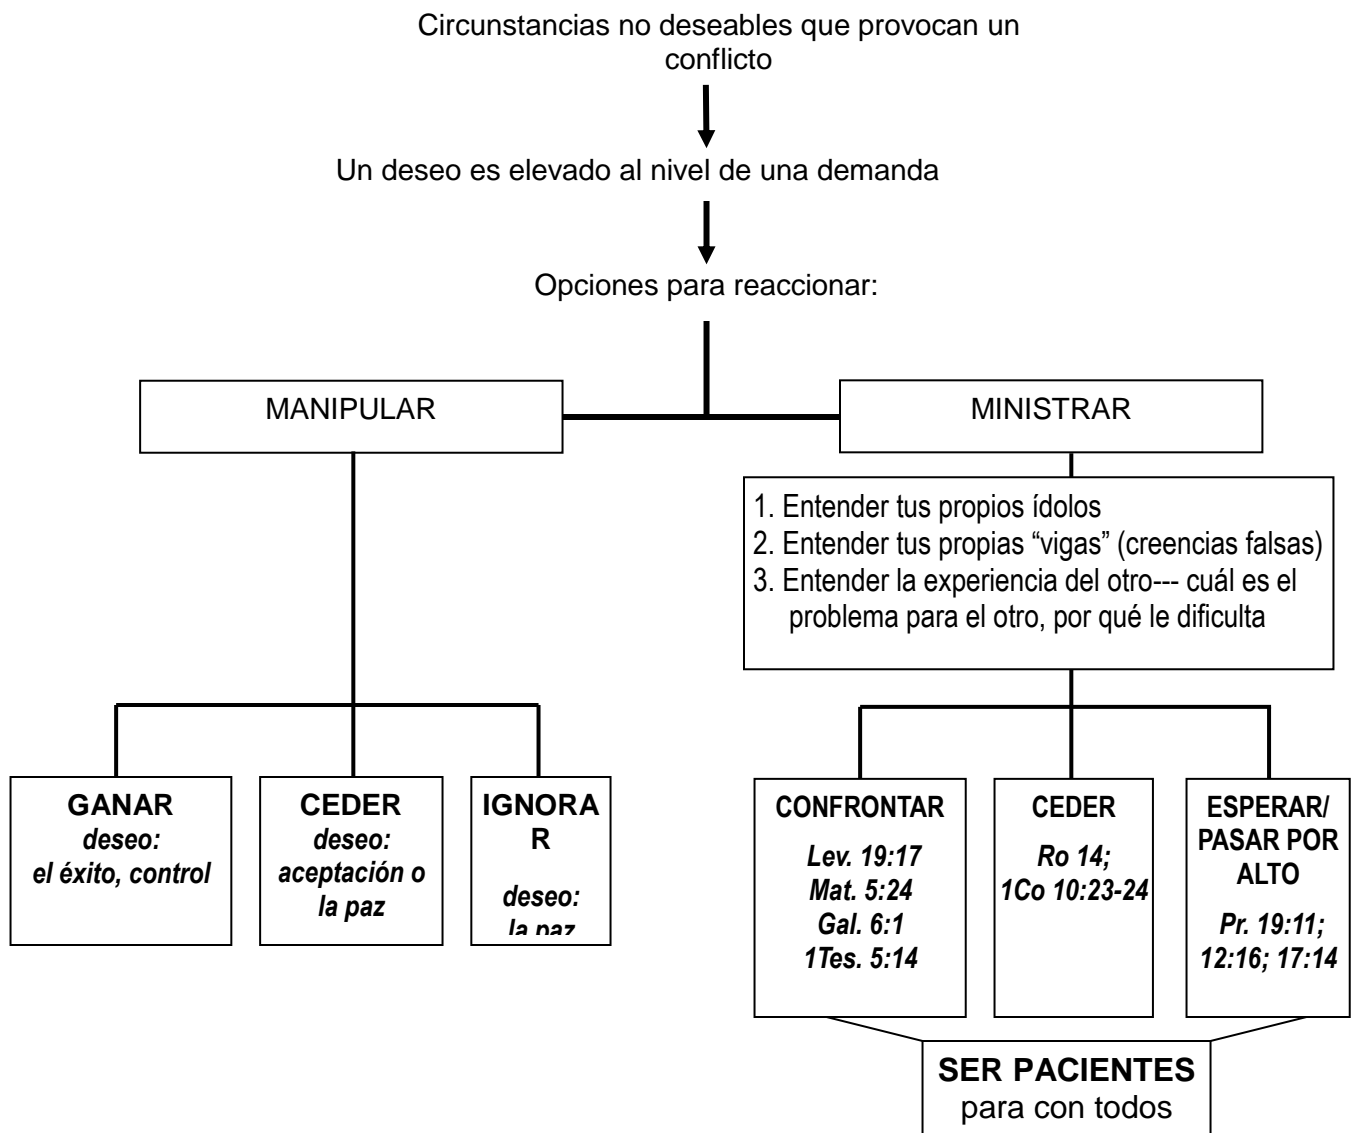 Circunstancias no deseables que provocan un
conflicto
Un deseo es elevado al nivel de una demanda
Opciones para reaccionar:
MANIPULAR
MINISTRAR
1. Entender tus propios ídolos
2. Entender tus propias “vigas” (creencias falsas)
3. Entender la experiencia del otro--- cuál es el
problema para el otro, por qué le dificulta
GANAR
deseo:
el éxito, control
CEDER
deseo:
aceptación o
la paz
IGNORA
R
deseo:
la paz
CONFRONTAR
Lev. 19:17
Mat. 5:24
Gal. 6:1
1Tes. 5:14
CEDER
Ro 14;
1Co 10:23-24
ESPERAR/
PASAR POR
ALTO
Pr. 19:11;
12:16; 17:14
SER PACIENTES
para con todos